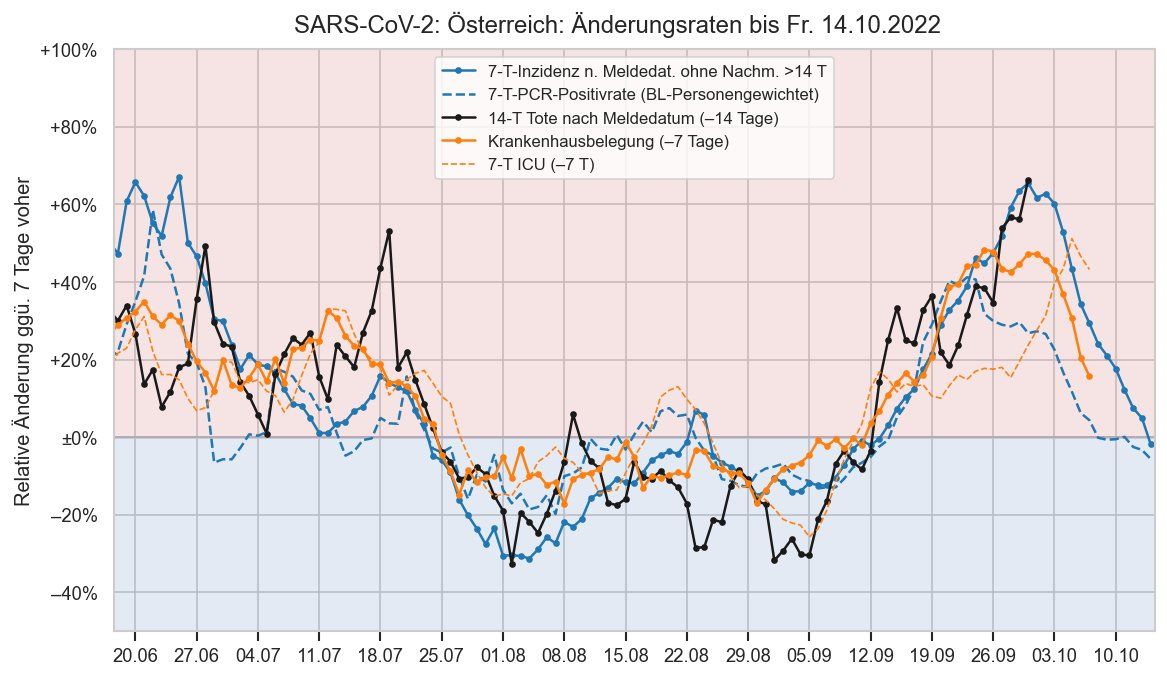 SARS-CoV-2: Österreich: Änderungsraten bis Fr. 14.10.2022
Relative Änderung ggü. 7 Tage voher
+100%
+80%
+60%
+40%
+20%
±0%
–20%
–40%
7-T-Inzidenz n. Meldedat. ohne Nachm. >14 T
7-T-PCR-Positivrate (BL-Personengewichtet)
14-T Tote nach Meldedatum (–14 Tage)
Krankenhausbelegung (–7 Tage)
7-T ICU (–7 T)
20.06 27.06 04.07 11.07 18.07 25.07 01.08 08.08 15.08 22.08 29.08 05.09 12.09 19.09 26.09 03.10 10.10